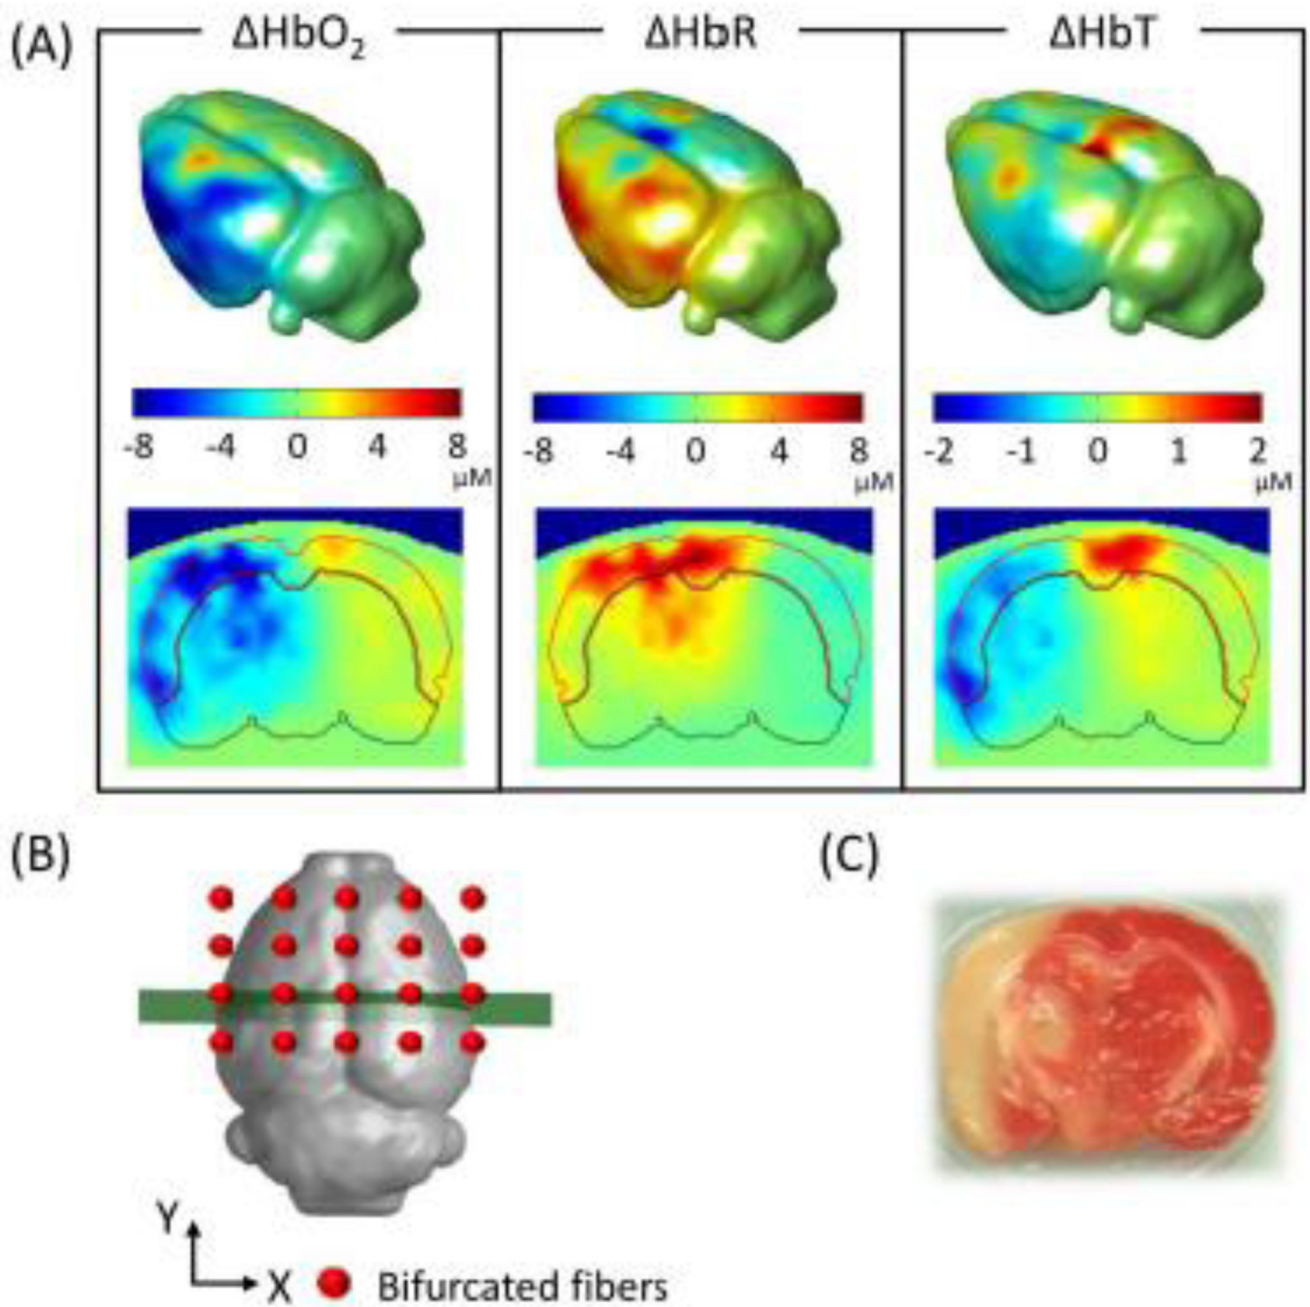 (A)
ΔHbO₂
ΔHbR
ΔHbT
-8 -4 0 4 8
μM
-8 -4 0 4 8
μM
-2 -1 0 1 2
μM
(B)
(C)
Y
X
Bifurcated fibers